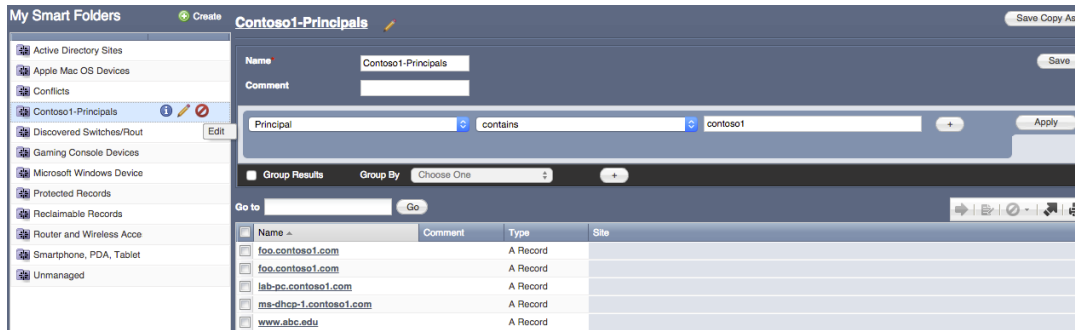 My Smart Folders
Create
Active Directory Sites
Apple Mac OS Devices
Conflicts
Contoso1-Principals
Edit
Discovered Switches/Rout
Gaming Console Devices
Microsoft Windows Device
Protected Records
Reclaimable Records
Router and Wireless Acce
Smartphone, PDA, Tablet
Unmanaged
Contoso1-Principals
Save Copy As
Name*
Contoso1-Principals
Save
Comment
Principal
contains
contoso1
+
Apply
Group Results
Group By
Choose One
+
Go to
Go
Name Comment Type Site
foo.contoso1.com A Record
foo.contoso1.com A Record
lab-pc.contoso1.com A Record
ms-dhcp-1.contoso1.com A Record
www.abc.edu A Record